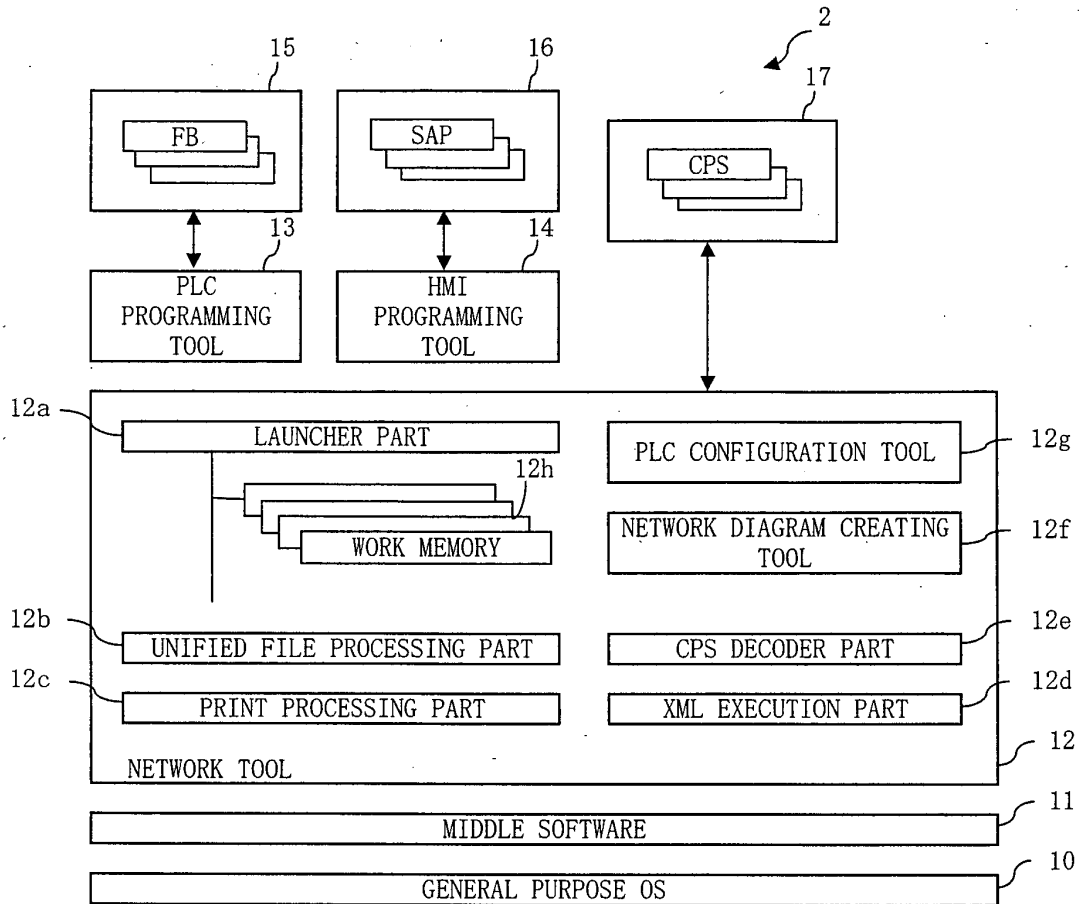 2
15
16
17
FB
SAP
CPS
13
14
PLC
PROGRAMMING
TOOL
HMI
PROGRAMMING
TOOL
12a
LAUNCHER PART
PLC CONFIGURATION TOOL
12g
12h
WORK MEMORY
NETWORK DIAGRAM CREATING
TOOL
12f
12b
UNIFIED FILE PROCESSING PART
CPS DECODER PART
12e
12c
PRINT PROCESSING PART
XML EXECUTION PART
12d
NETWORK TOOL
12
MIDDLE SOFTWARE
11
GENERAL PURPOSE OS
10